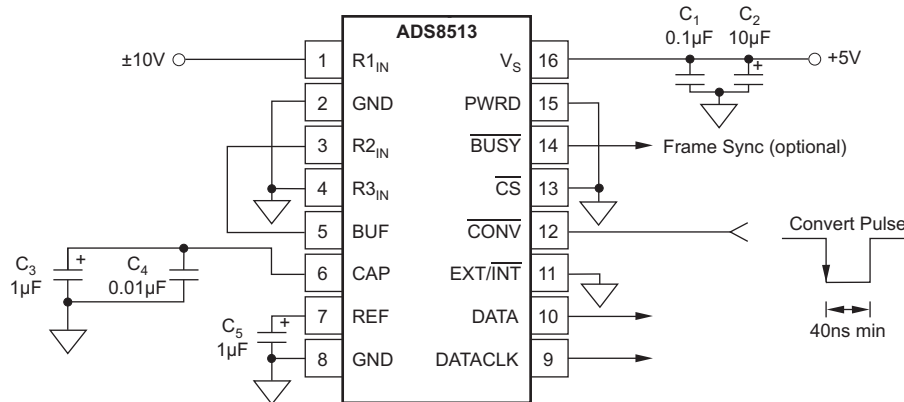 ADS8513
±10V
1 R1IN
2 GND
3 R2IN
4 R3IN
5 BUF
6 CAP
7 REF
8 GND
VS 16
PWRD 15
BUSY 14
CS 13
CONV 12
EXT/INT 11
DATA 10
DATACLK 9
C1
0.1µF
C2
10µF
+
+5V
Frame Sync (optional)
Convert Pulse
40ns min
C3
1µF
+
C4
0.01µF
C5
1µF
+